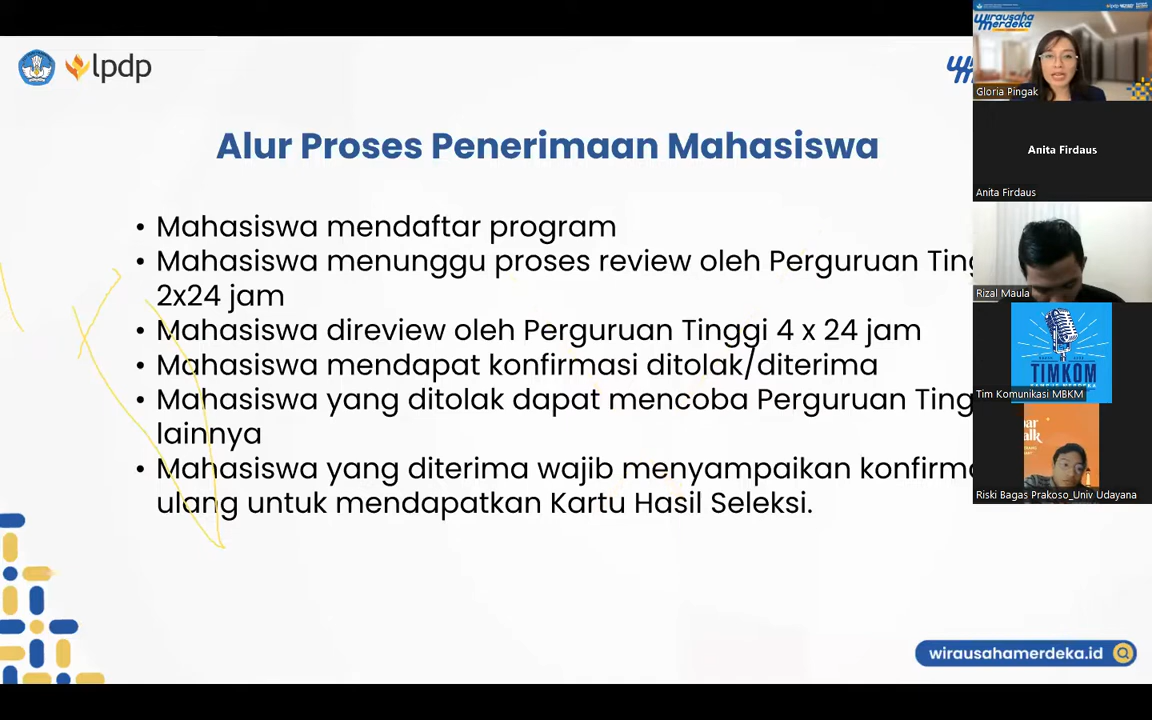 lpdp
Alur Proses Penerimaan Mahasiswa
• Mahasiswa mendaftar program
• Mahasiswa menunggu proses review oleh Perguruan
2x24 jam
• Mahasiswa direview oleh Perguruan Tinggi 4 x 24 jam
• Mahasiswa mendapat konfirmasi ditolak/diterima
• Mahasiswa yang ditolak dapat mencoba Perguruan
lainnya
• Mahasiswa yang diterima wajib menyampaikan
ulang untuk mendapatkan Kartu Hasil Seleksi.
wirausahamerdeka.id
wirausaha
merdeka
Gloria Pingak
Anita Firdaus
Anita Firdaus
Rizal Maula
TIMKOM
Tim Komunikasi MBKM
Riski Bagas Prakoso_Univ Udayana